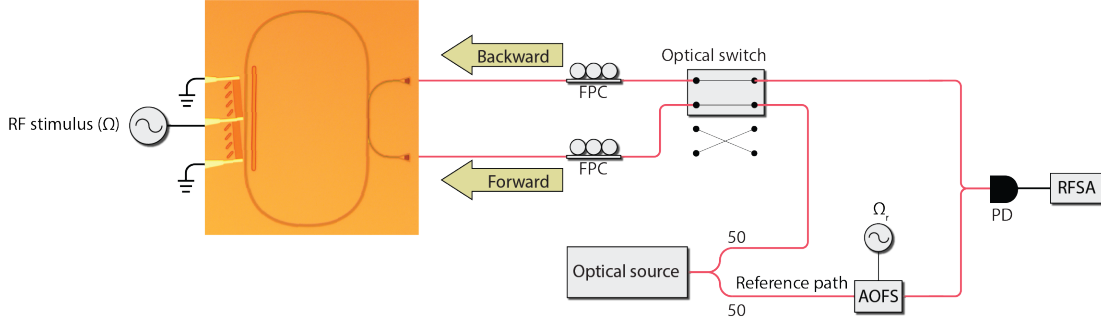 Backward
Optical switch
FPC
RF stimulus (Ω)
FPC
Forward
RFSA
PD
Ωr
50
Optical source
Reference path
AOFS
50